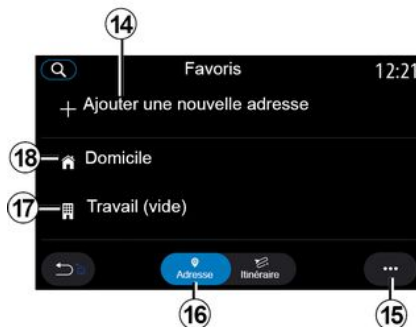 14
Favoris
12:21
+ Ajouter une nouvelle adresse
18
Domicile
17
Travail (vide)
Adresse
Itinéraire
16
15